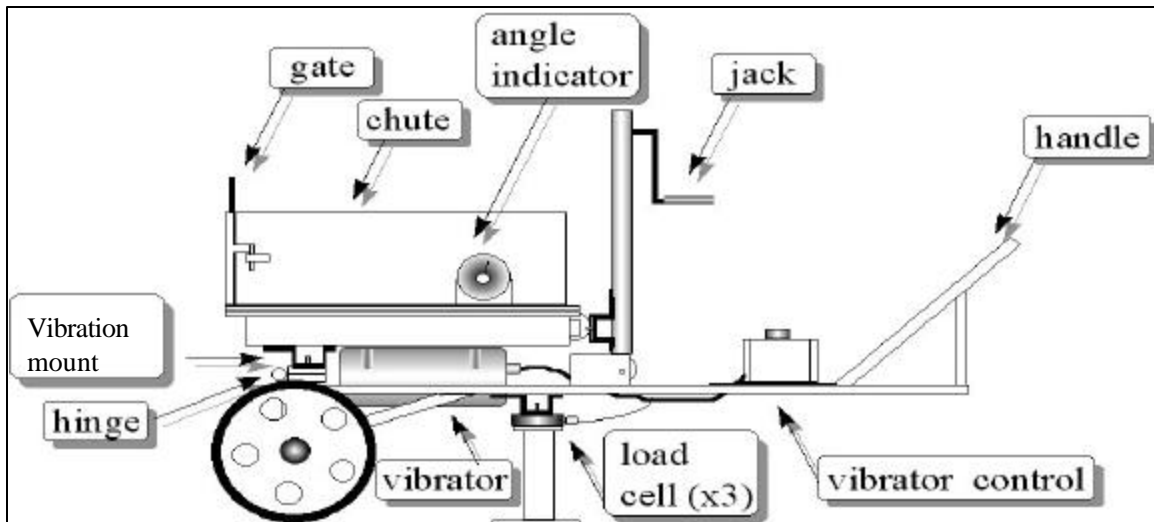 gate
angle
indicator
jack
chute
handle
Vibration
mount
hinge
vibrator
load
cell (x3)
vibrator control